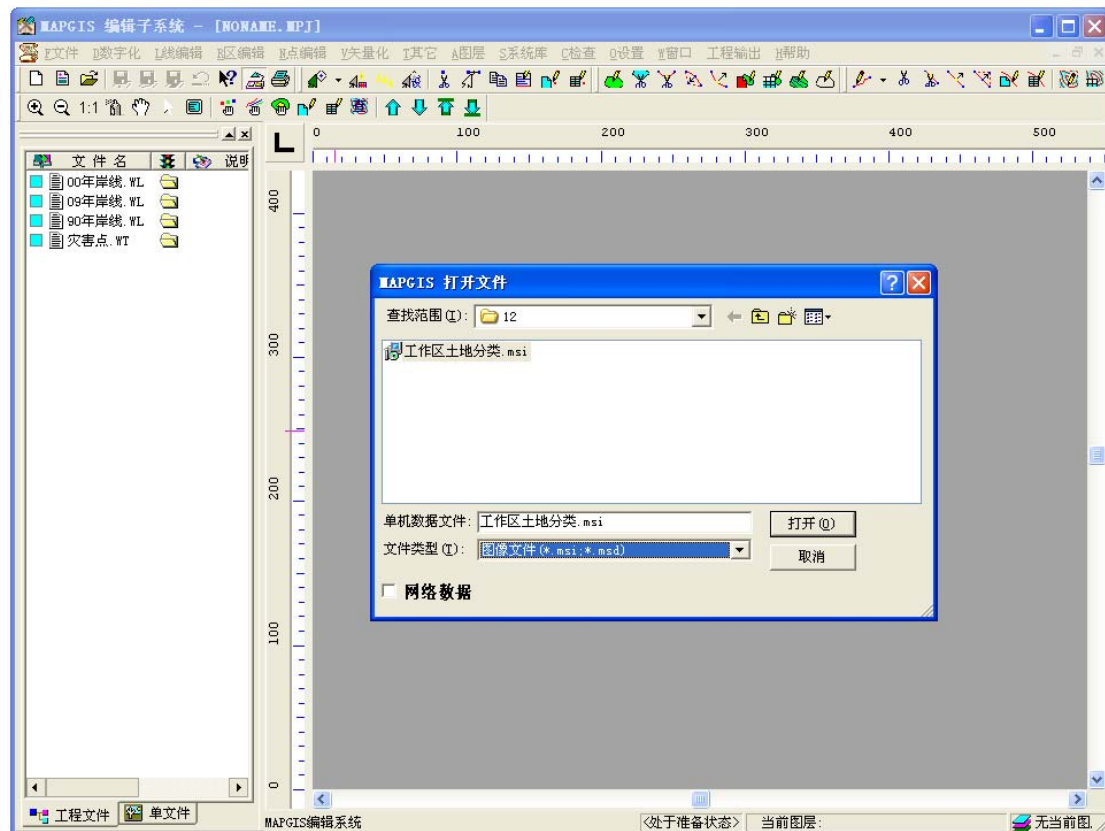 MAPGIS 编辑子系统 - [NONAME.MPJ]
F文件 D数字化 L线编辑 R区编辑 N点编辑 V矢量化 T其它 A图层 S系统库 C检查 O设置 W窗口 工程输出 H帮助
1:1
文件名 说明
00年岸线.WL
09年岸线.WL
90年岸线.WL
灾害点.WT
0 100 200 300 400 500
400
300
200
100
0
MAPGIS 打开文件
查找范围(I): 12
工作区土地分类.msi
单机数据文件: 工作区土地分类.msi 打开(O)
文件类型(T): 图像文件(*.msi;*.msd) 取消
网络数据
工程文件 单文件
MAPGIS编辑系统 <处于准备状态> 当前图层: 无当前图